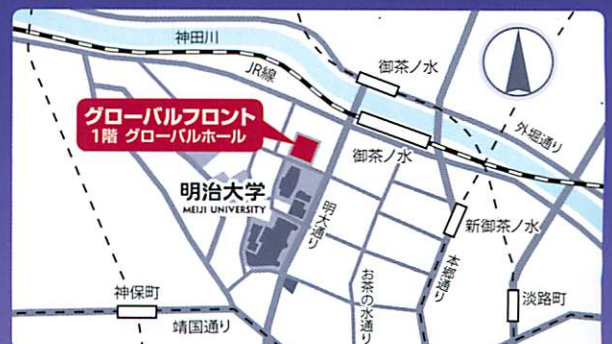 神田川
JR線
御茶ノ水
グローバルフロント
1階 グローバルホール
外堀通り
御茶ノ水
明治大学
MEIJI UNIVERSITY
明大通り
新御茶ノ水
本郷通り
お茶の水通り
神保町
淡路町
靖国通り